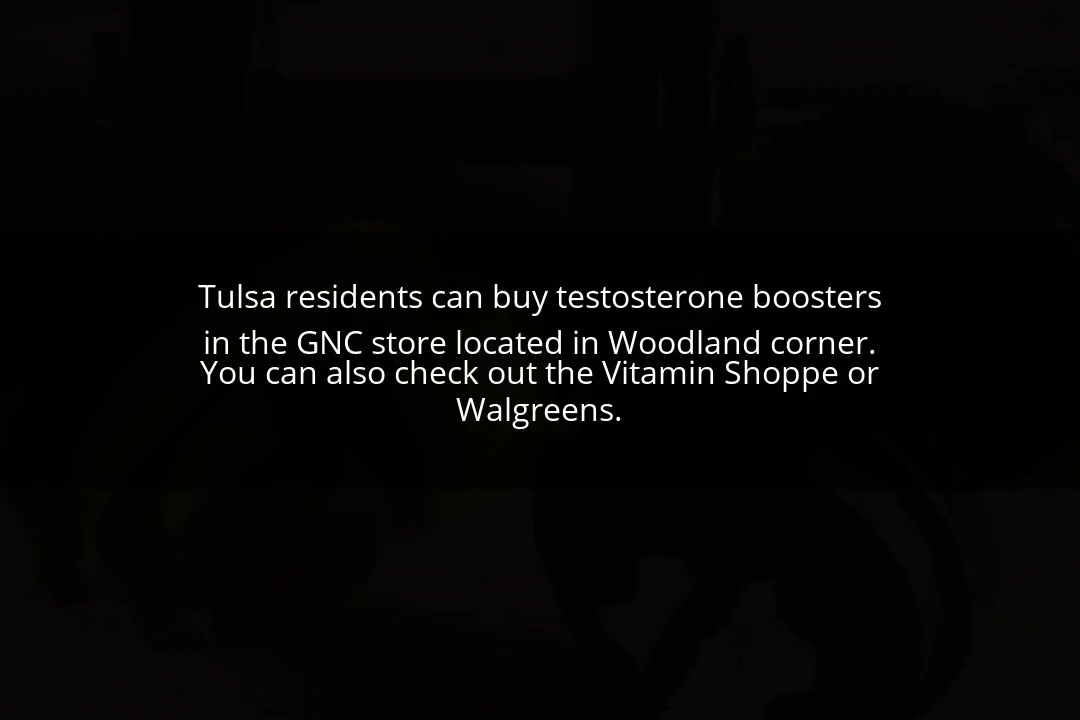 Tulsa residents can buy testosterone boosters
in the GNC store located in Woodland corner.
You can also check out the Vitamin Shoppe or
Walgreens.